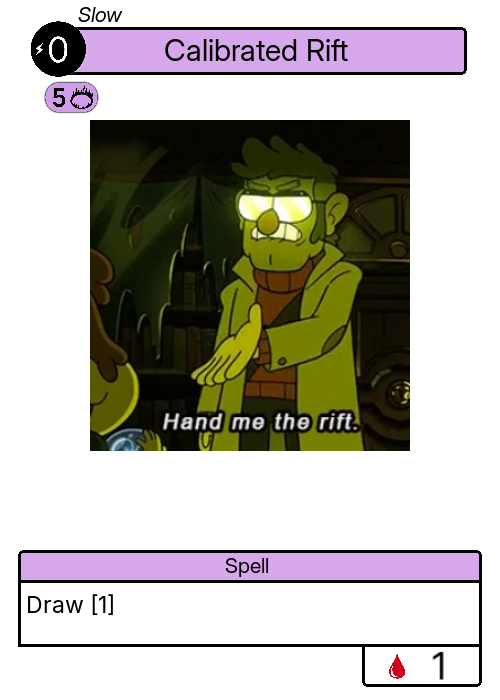 Slow
0
Calibrated Rift
5
Hand me the rift.
Spell
Draw [1]
1